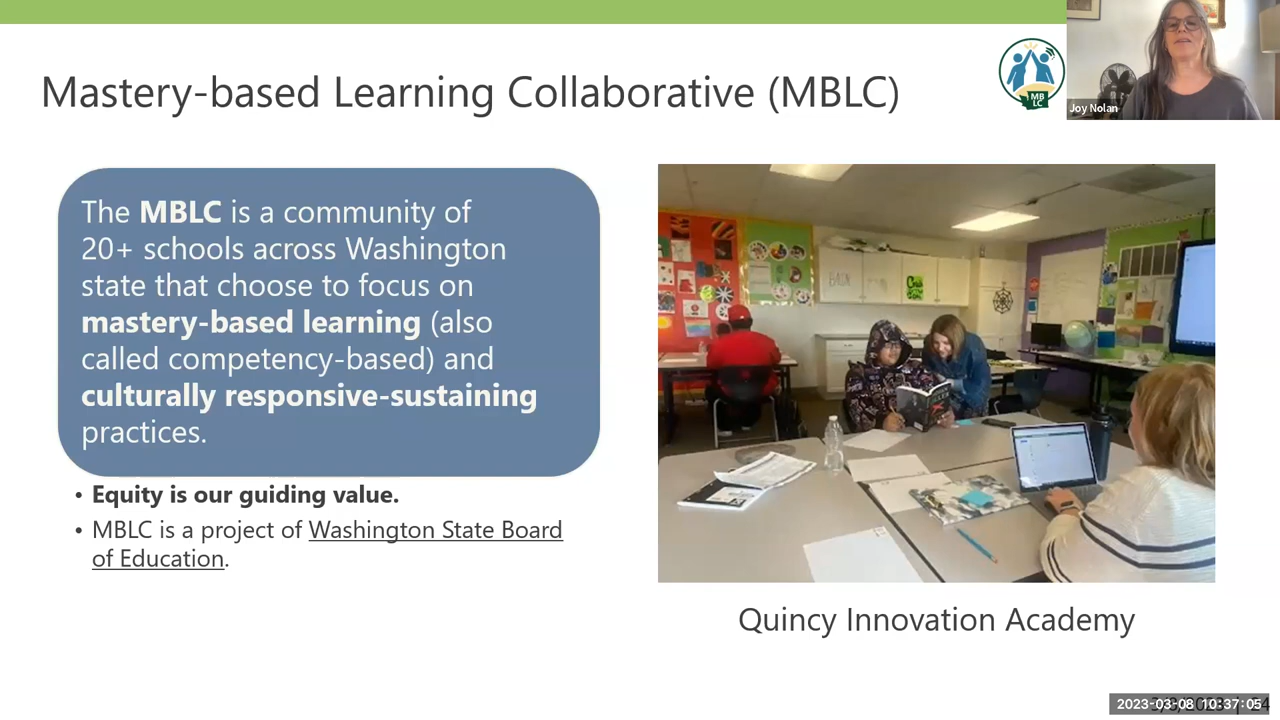 Mastery-based Learning Collaborative (MBLC)
MB
LC
Joy Nolan
The MBLC is a community of
20+ schools across Washington
state that choose to focus on
mastery-based learning (also
called competency-based) and
culturally responsive-sustaining
practices.
• Equity is our guiding value.
• MBLC is a project of Washington State Board
of Education.
Quincy Innovation Academy
2023-03-08 10:37:05